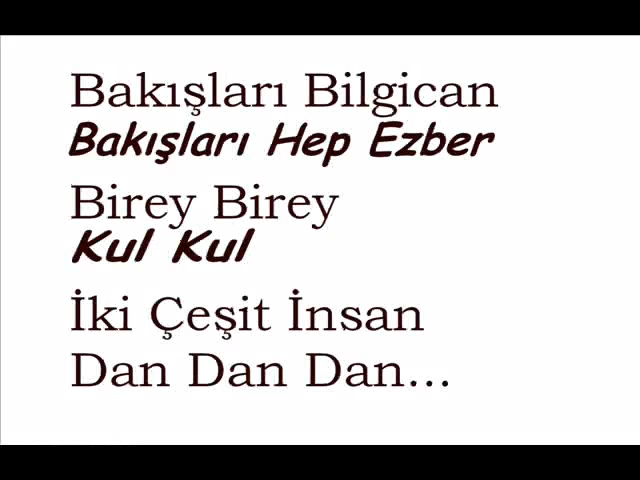 Bakışları Bilgican
Bakışları Hep Ezber
Birey Birey
Kul Kul
İki Çeşit İnsan
Dan Dan Dan...